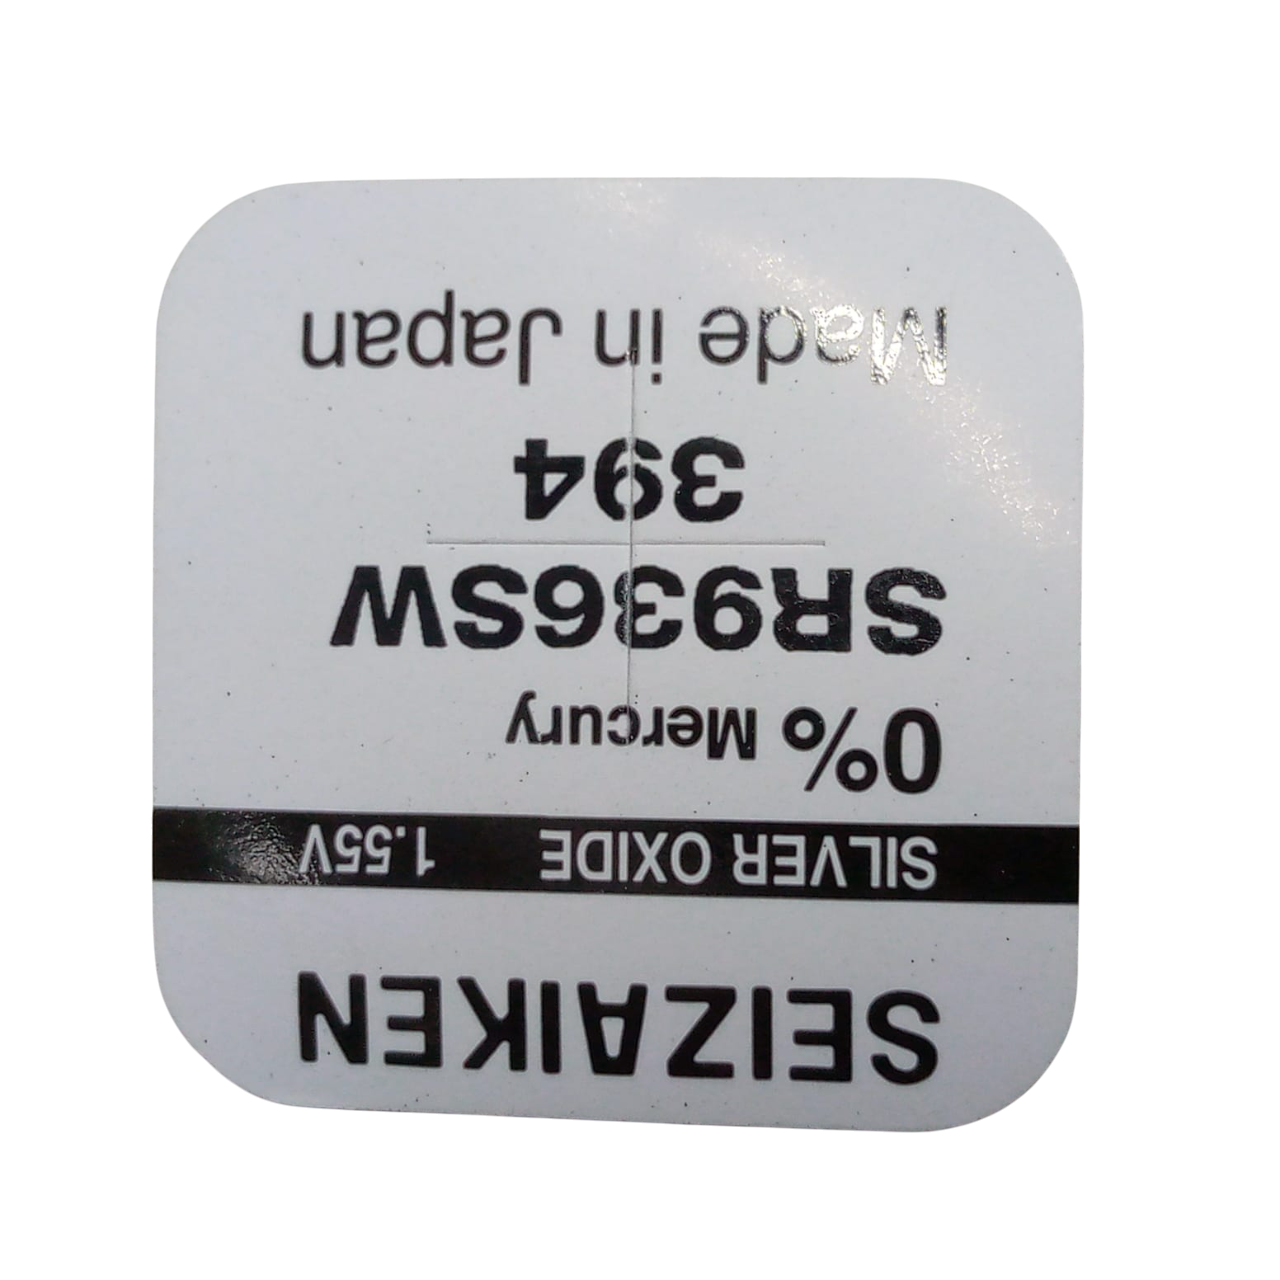 SEIZAIKEN
SILVER OXIDE 1.55V
0% Mercury
SR936SW
394
Made in Japan